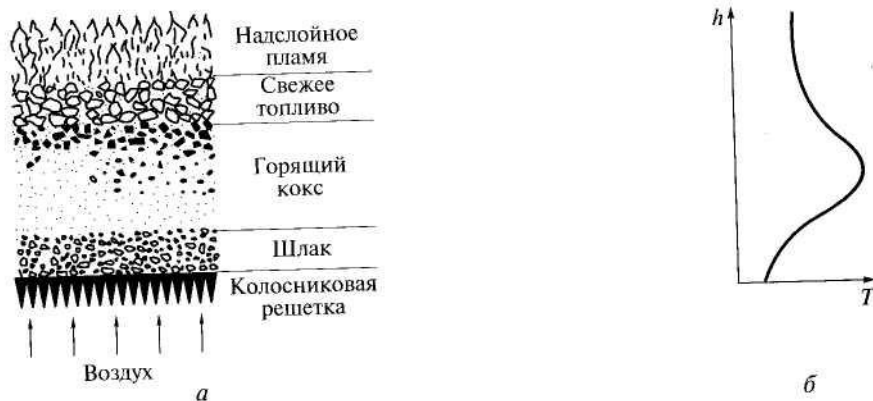 Надслойное
пламя
Свежее
топливо
Горящий
кокс
Шлак
Колосниковая
решетка
Воздух
а
h
T
б